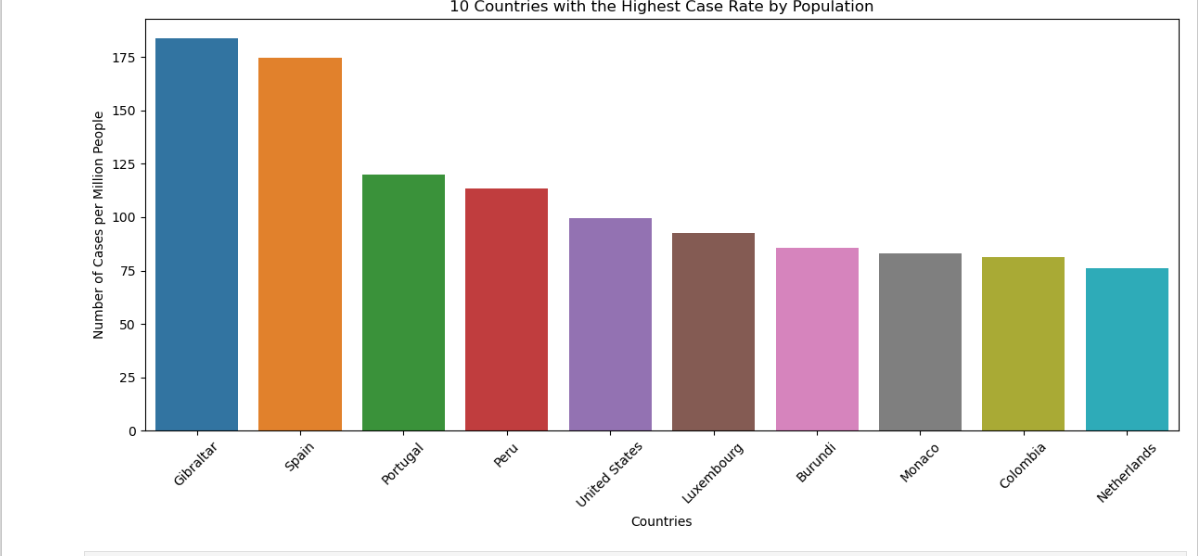 10 Countries with the Highest Case Rate by Population
Number of Cases per Million People
175
150
125
100
75
50
25
0
Gibraltar
Spain
Portugal
Peru
United States
Luxembourg
Burundi
Monaco
Colombia
Netherlands
Countries